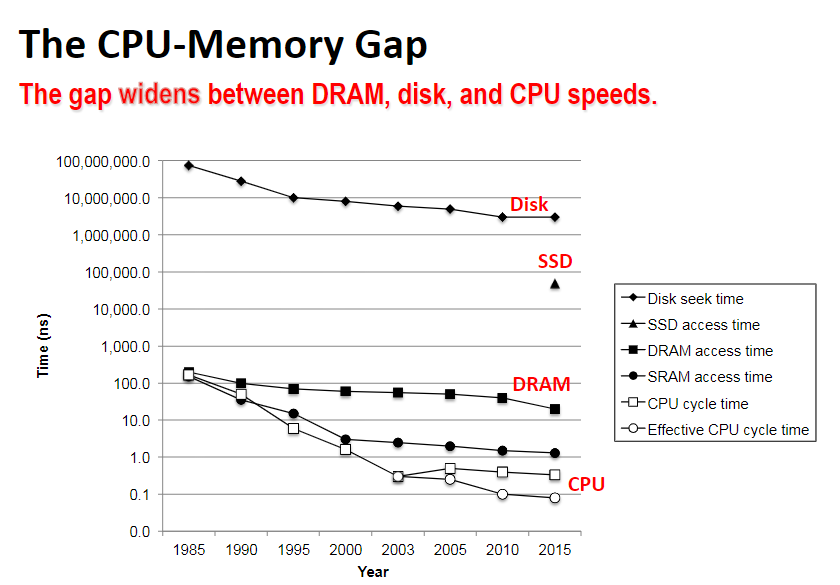 The CPU-Memory Gap
The gap widens between DRAM, disk, and CPU speeds.
100,000,000.0
10,000,000.0
1,000,000.0
100,000.0
10,000.0
1,000.0
100.0
10.0
1.0
0.1
0.0
Time (ns)
Disk
SSD
DRAM
CPU
1985 1990 1995 2000 2003 2005 2010 2015
Year
Disk seek time
SSD access time
DRAM access time
SRAM access time
CPU cycle time
Effective CPU cycle time